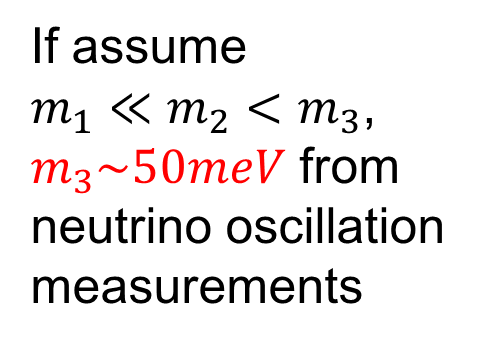 If assume
m₁ ≪ m₂ < m₃,
m₃~50meV from
neutrino oscillation
measurements